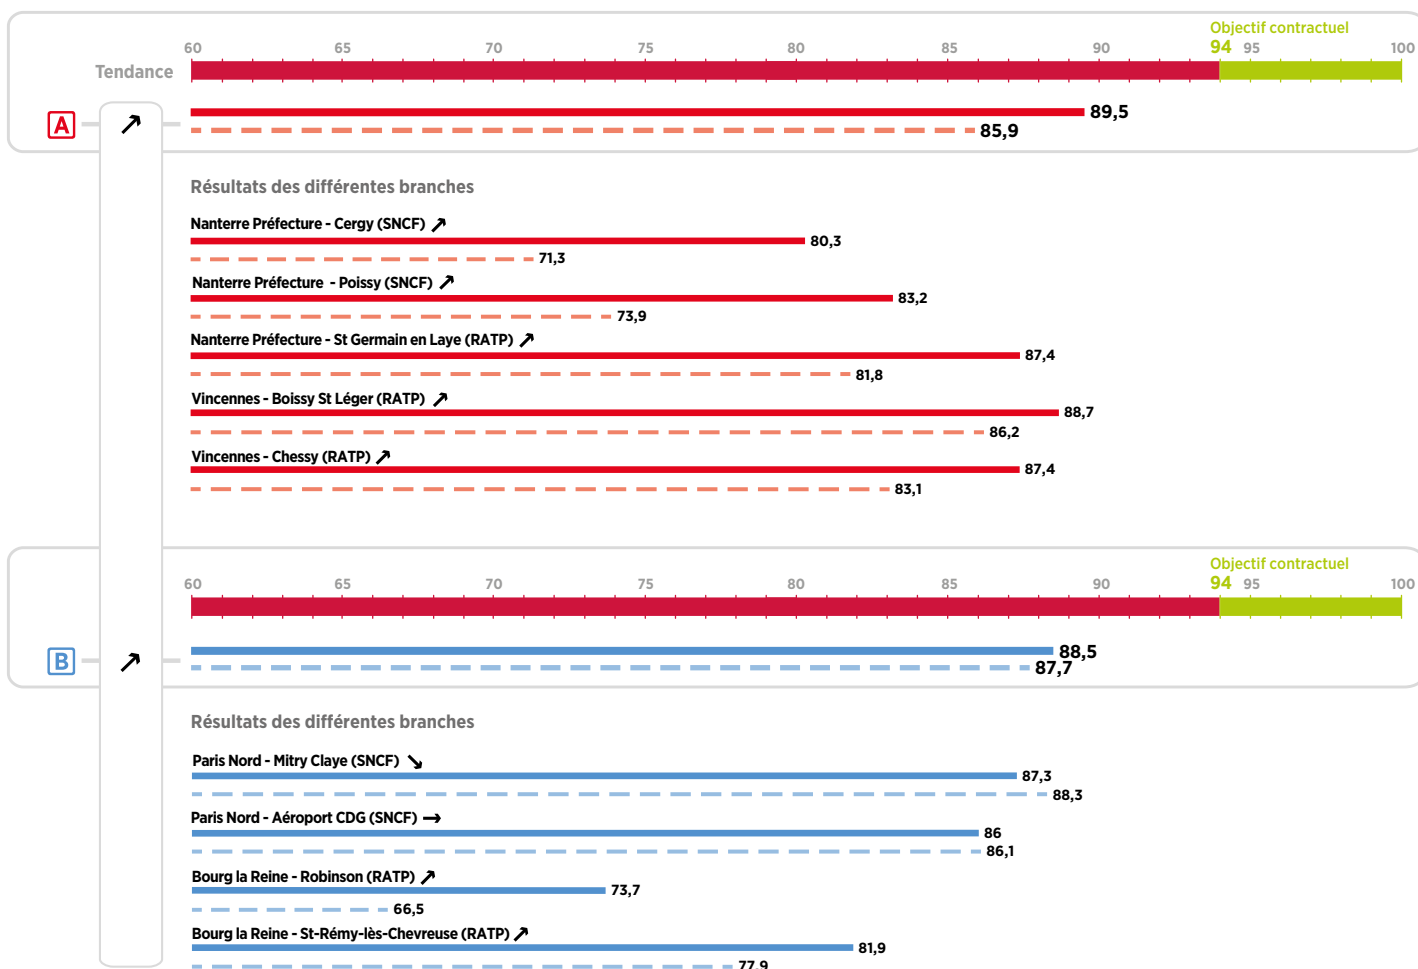 Objectif contractuel
60 65 70 75 80 85 90 94 95 100
Tendance
A ↗ 89,5
85,9
Résultats des différentes branches
Nanterre Préfecture - Cergy (SNCF) ↗
80,3
71,3
Nanterre Préfecture - Poissy (SNCF) ↗
83,2
73,9
Nanterre Préfecture - St Germain en Laye (RATP) ↗
87,4
81,8
Vincennes - Boissy St Léger (RATP) ↗
88,7
86,2
Vincennes - Chessy (RATP) ↗
87,4
83,1
Objectif contractuel
60 65 70 75 80 85 90 94 95 100
B ↗ 88,5
87,7
Résultats des différentes branches
Paris Nord - Mitry Claye (SNCF) ↘
87,3
88,3
Paris Nord - Aéroport CDG (SNCF) →
86
86,1
Bourg la Reine - Robinson (RATP) ↗
73,7
66,5
Bourg la Reine - St-Rémy-lès-Chevreuse (RATP) ↗
81,9
77,9